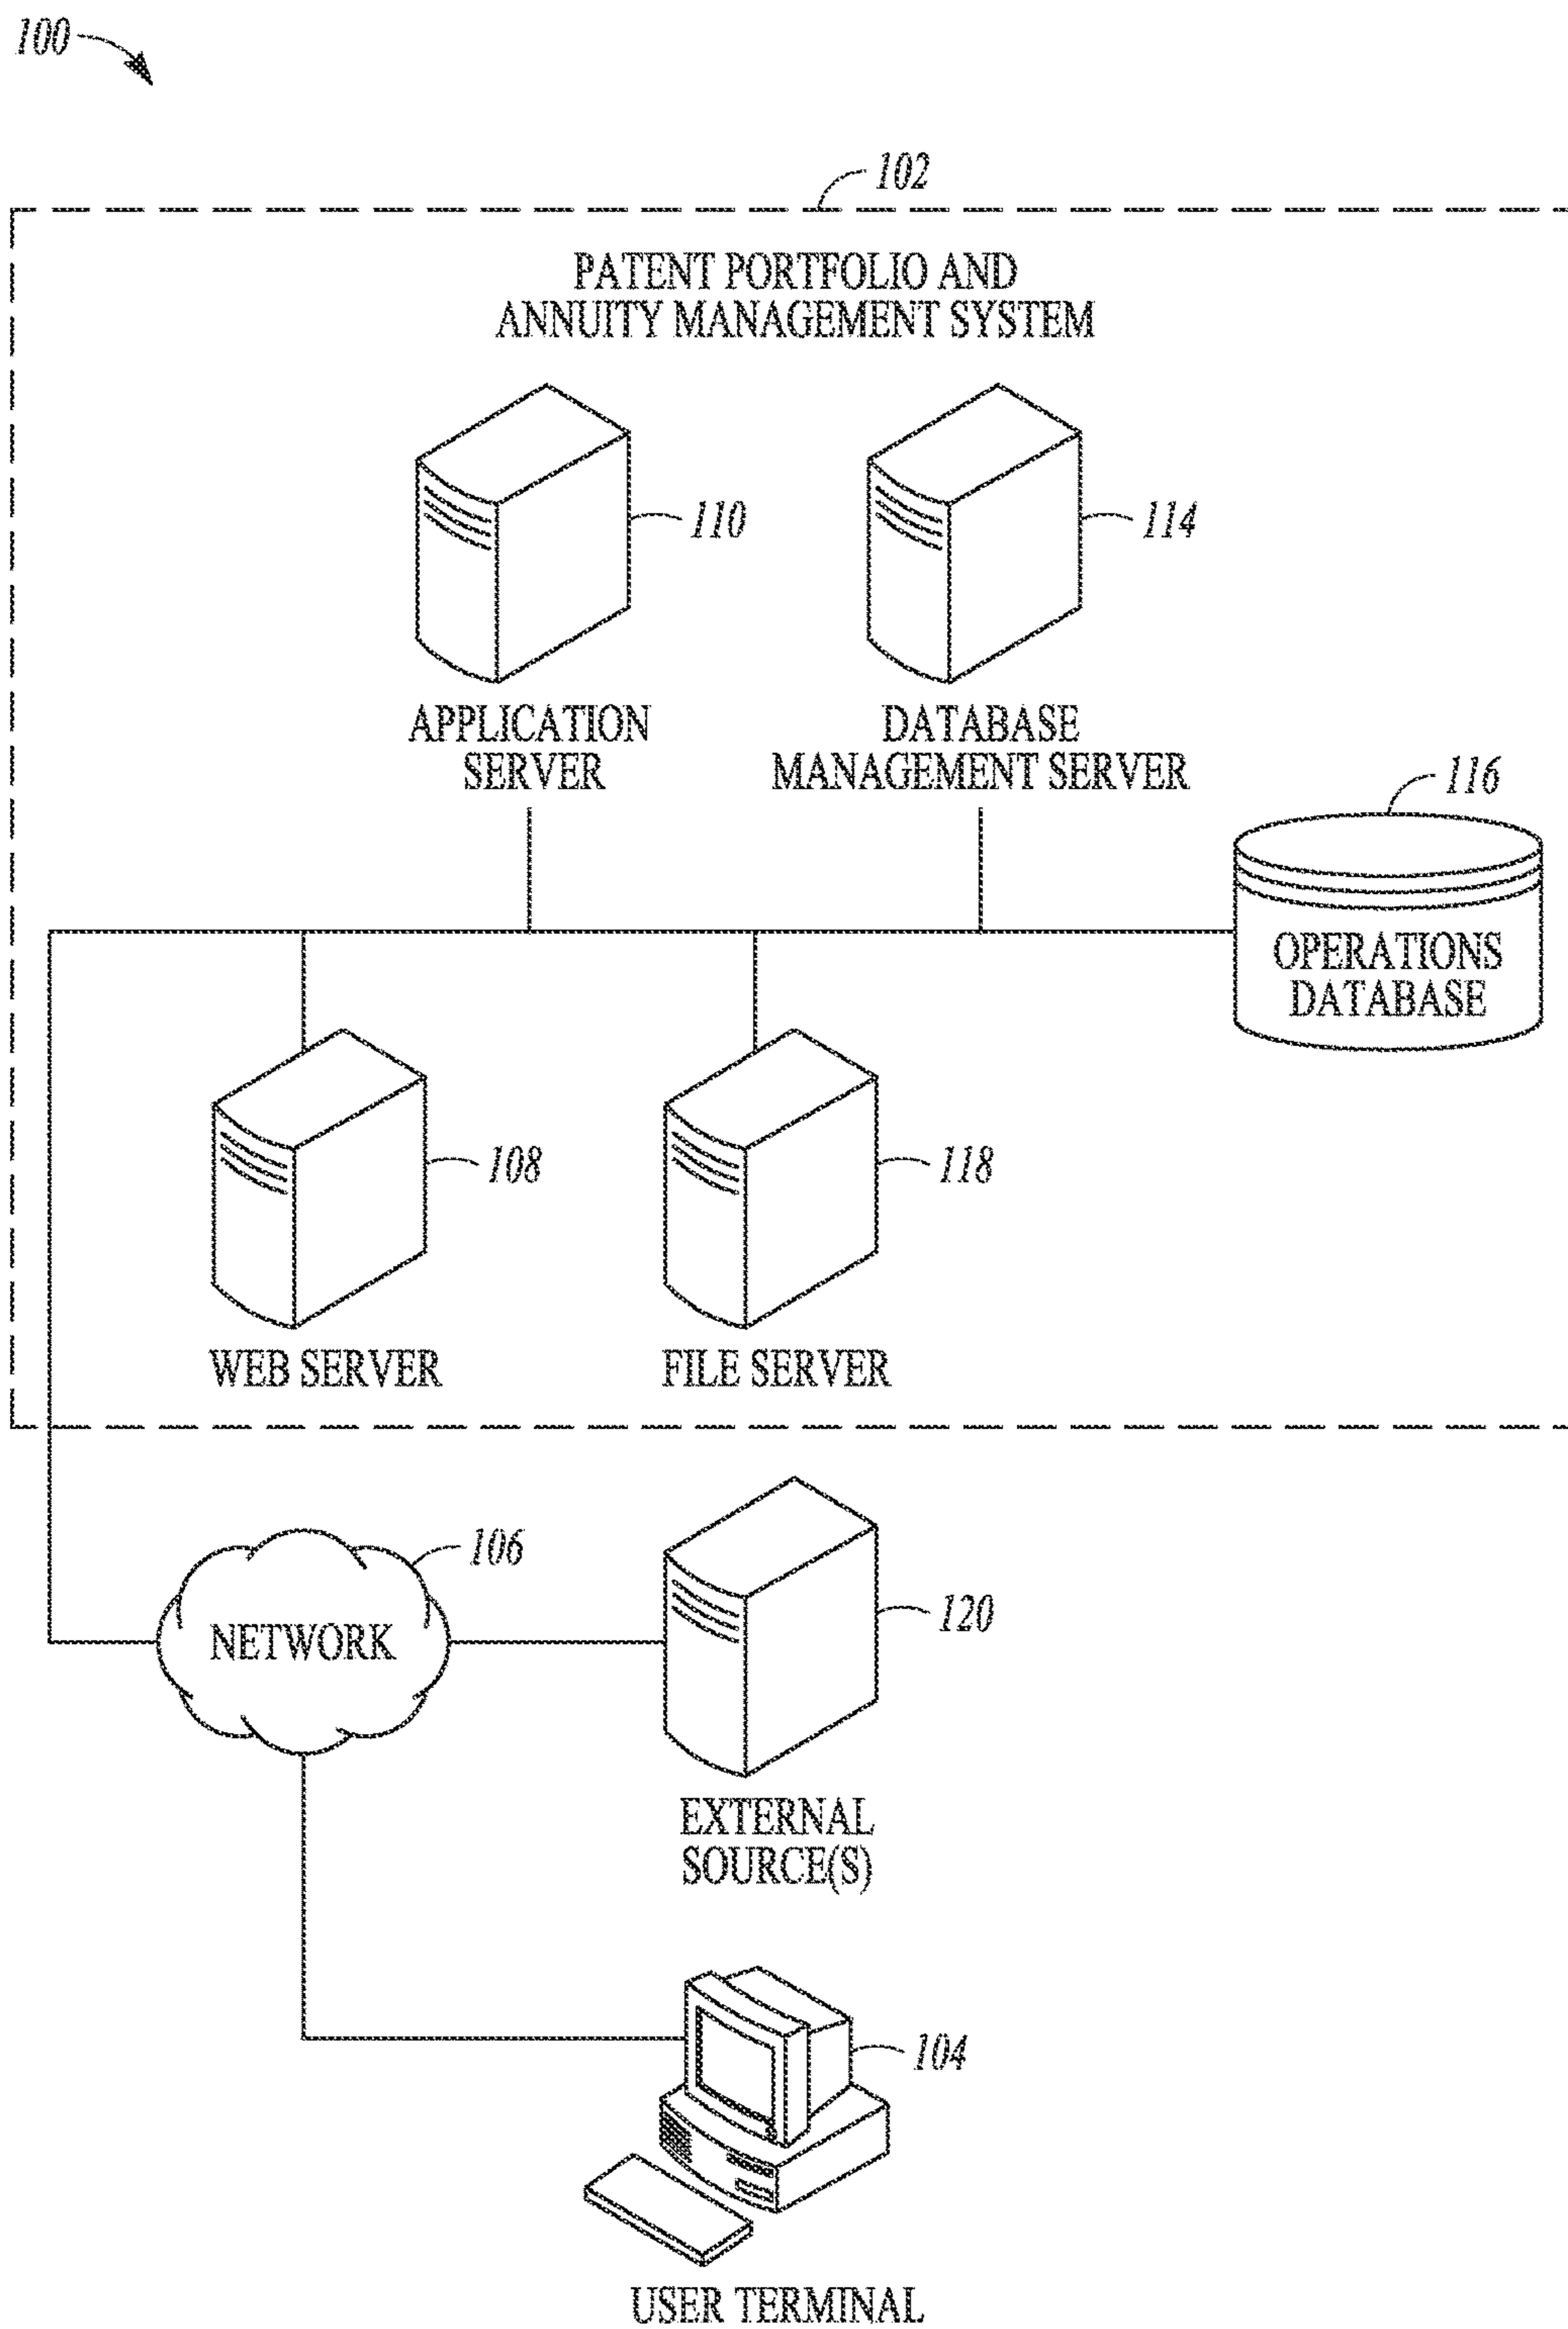 100
102
PATENT PORTFOLIO AND
ANNUITY MANAGEMENT SYSTEM
110
114
APPLICATION
SERVER
DATABASE
MANAGEMENT SERVER
116
OPERATIONS
DATABASE
108
118
WEB SERVER
FILE SERVER
106
NETWORK
120
EXTERNAL
SOURCE(S)
104
USER TERMINAL